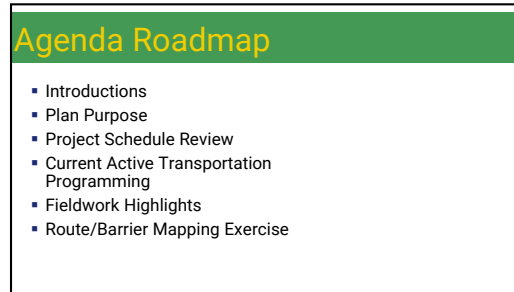 Agenda Roadmap
▪ Introductions
▪ Plan Purpose
▪ Project Schedule Review
▪ Current Active Transportation
Programming
▪ Fieldwork Highlights
▪ Route/Barrier Mapping Exercise